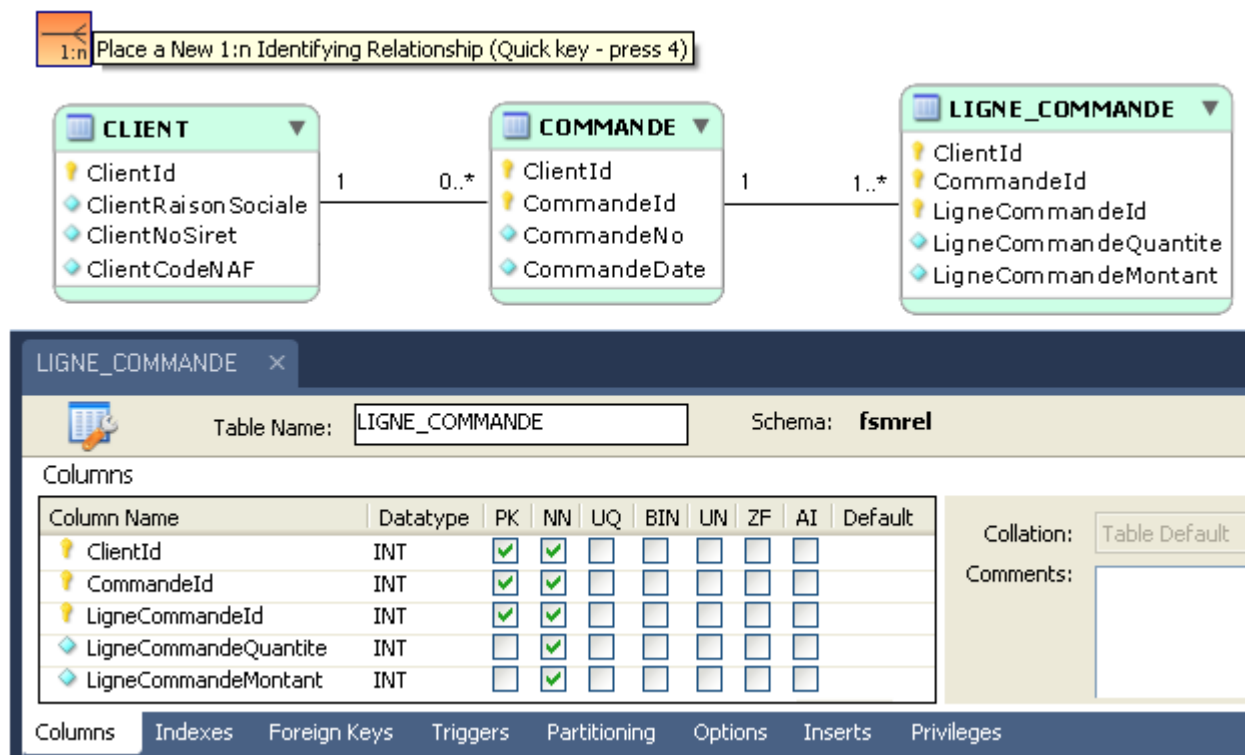 1:n Place a New 1:n Identifying Relationship (Quick key - press 4)
CLIENT
ClientId
ClientRaisonSociale
ClientNoSiret
ClientCodeNAF
1 0..*
COMMANDE
ClientId
CommandeId
CommandeNo
CommandeDate
1 1..*
LIGNE_COMMANDE
ClientId
CommandeId
LigneCommandeId
LigneCommandeQuantite
LigneCommandeMontant
LIGNE_COMMANDE ×
Table Name: LIGNE_COMMANDE Schema: fsmrel
Columns
Column Name Datatype PK NN UQ BIN UN ZF AI Default
ClientId INT
CommandeId INT
LigneCommandeId INT
LigneCommandeQuantite INT
LigneCommandeMontant INT
Collation: Table Default
Comments:
Columns Indexes Foreign Keys Triggers Partitioning Options Inserts Privileges